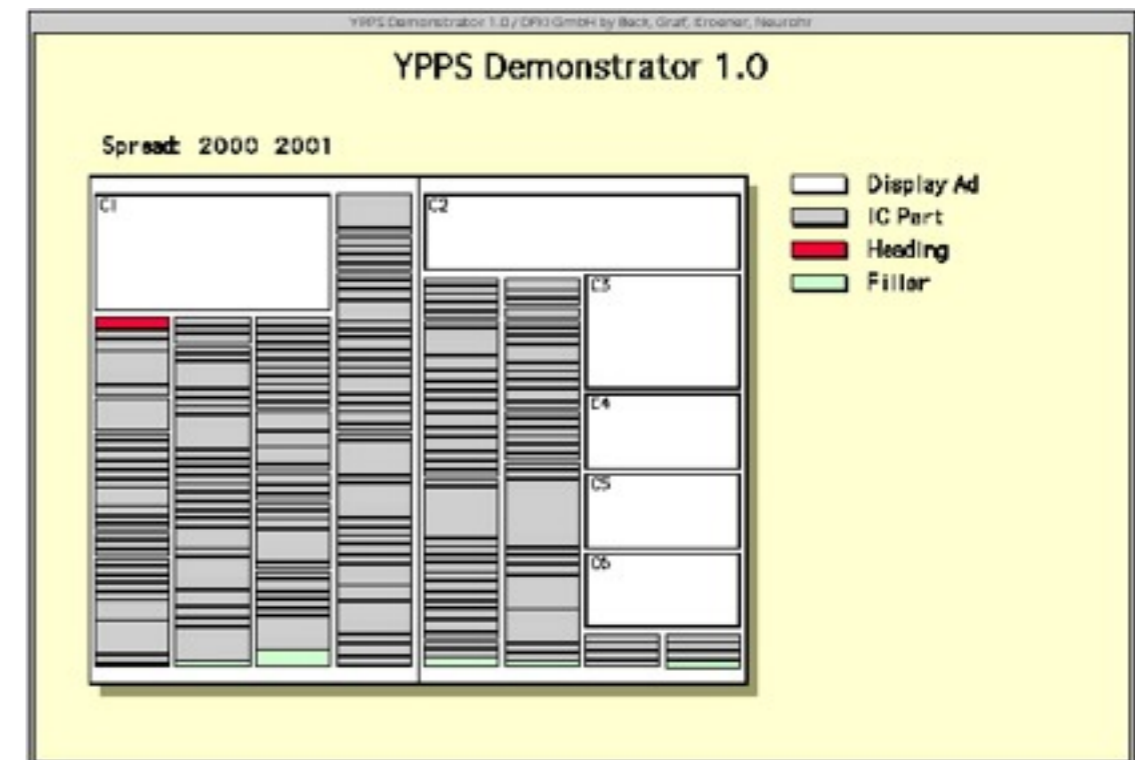 YPPS Demonstrator 1.0 / DFKI GmbH by Beck, Graf, Kroener, Neurohr
YPPS Demonstrator 1.0
Spread: 2000 2001
C1
C2
C3
C4
C5
C6
Display Ad
IC Part
Heading
Filler